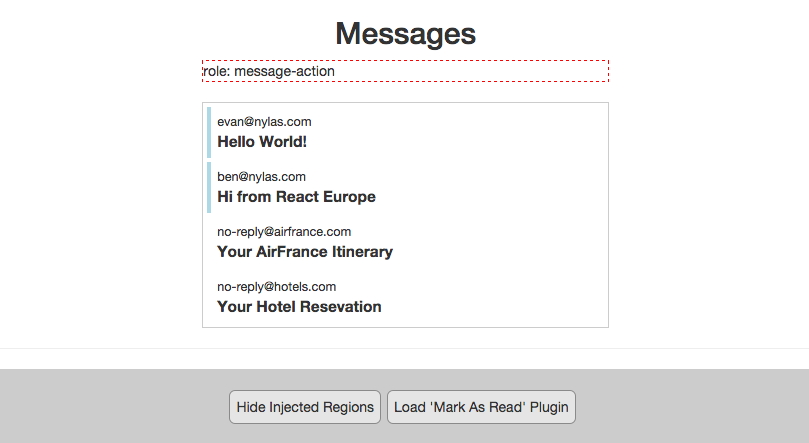 Messages
role: message-action
evan@nylas.com
Hello World!
ben@nylas.com
Hi from React Europe
no-reply@airfrance.com
Your AirFrance Itinerary
no-reply@hotels.com
Your Hotel Resevation
Hide Injected Regions
Load 'Mark As Read' Plugin